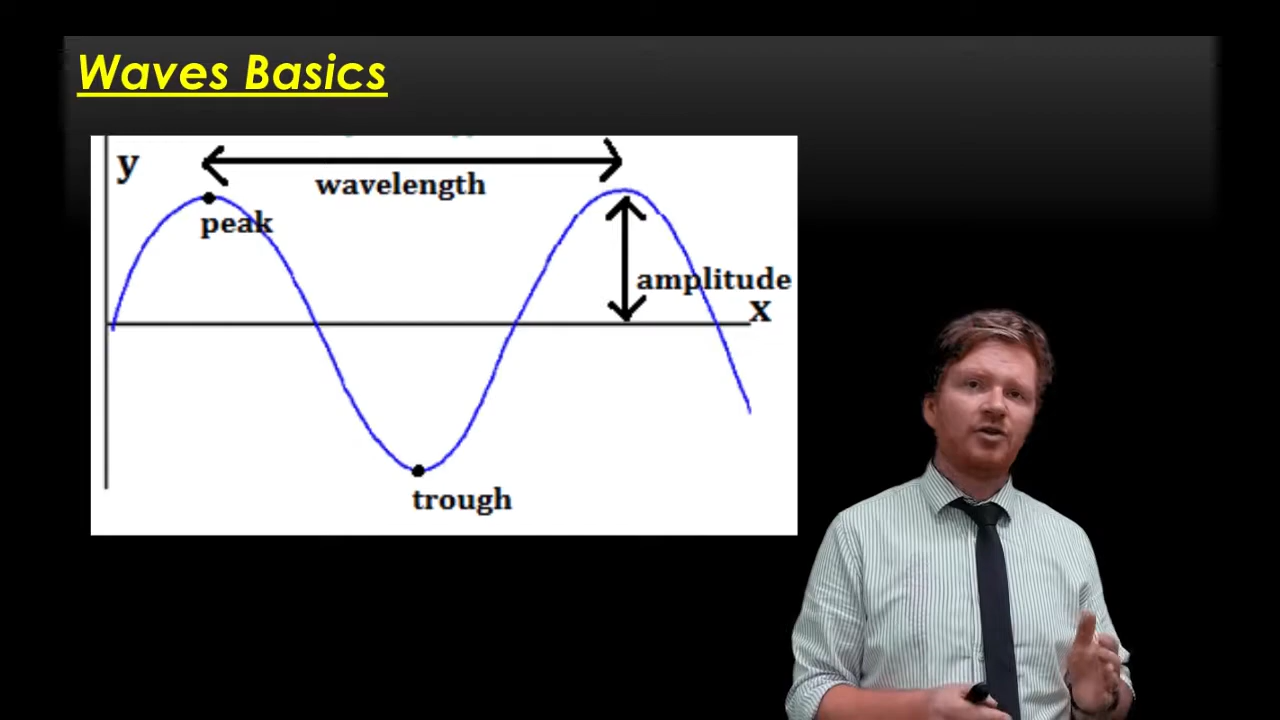 Waves Basics
y
wavelength
peak
amplitude
X
trough